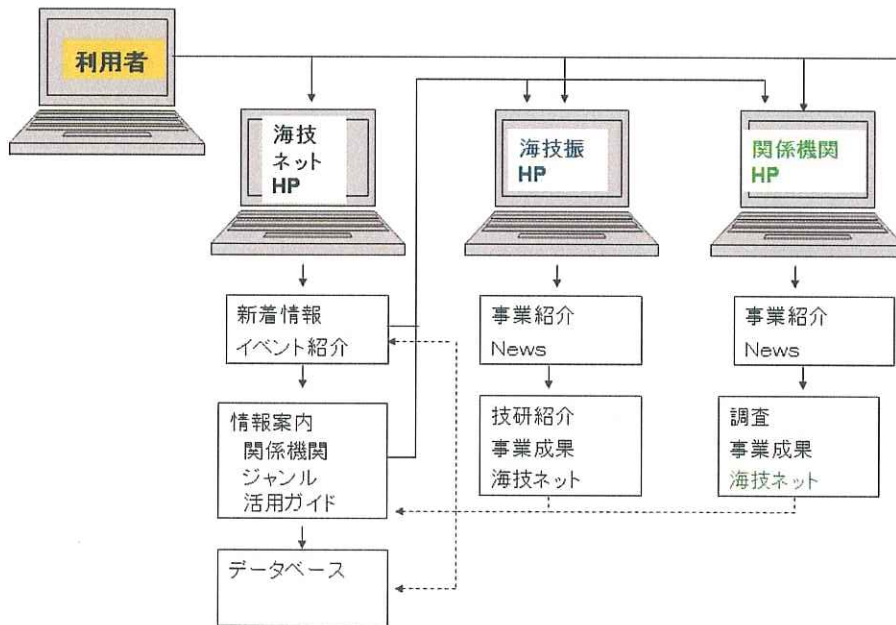 利用者
海技
ネット
HP
海技振
HP
関係機関
HP
新着情報
イベント紹介
事業紹介
News
事業紹介
News
情報案内
関係機関
ジャンル
活用ガイド
技研紹介
事業成果
海技ネット
調査
事業成果
海技ネット
データベース